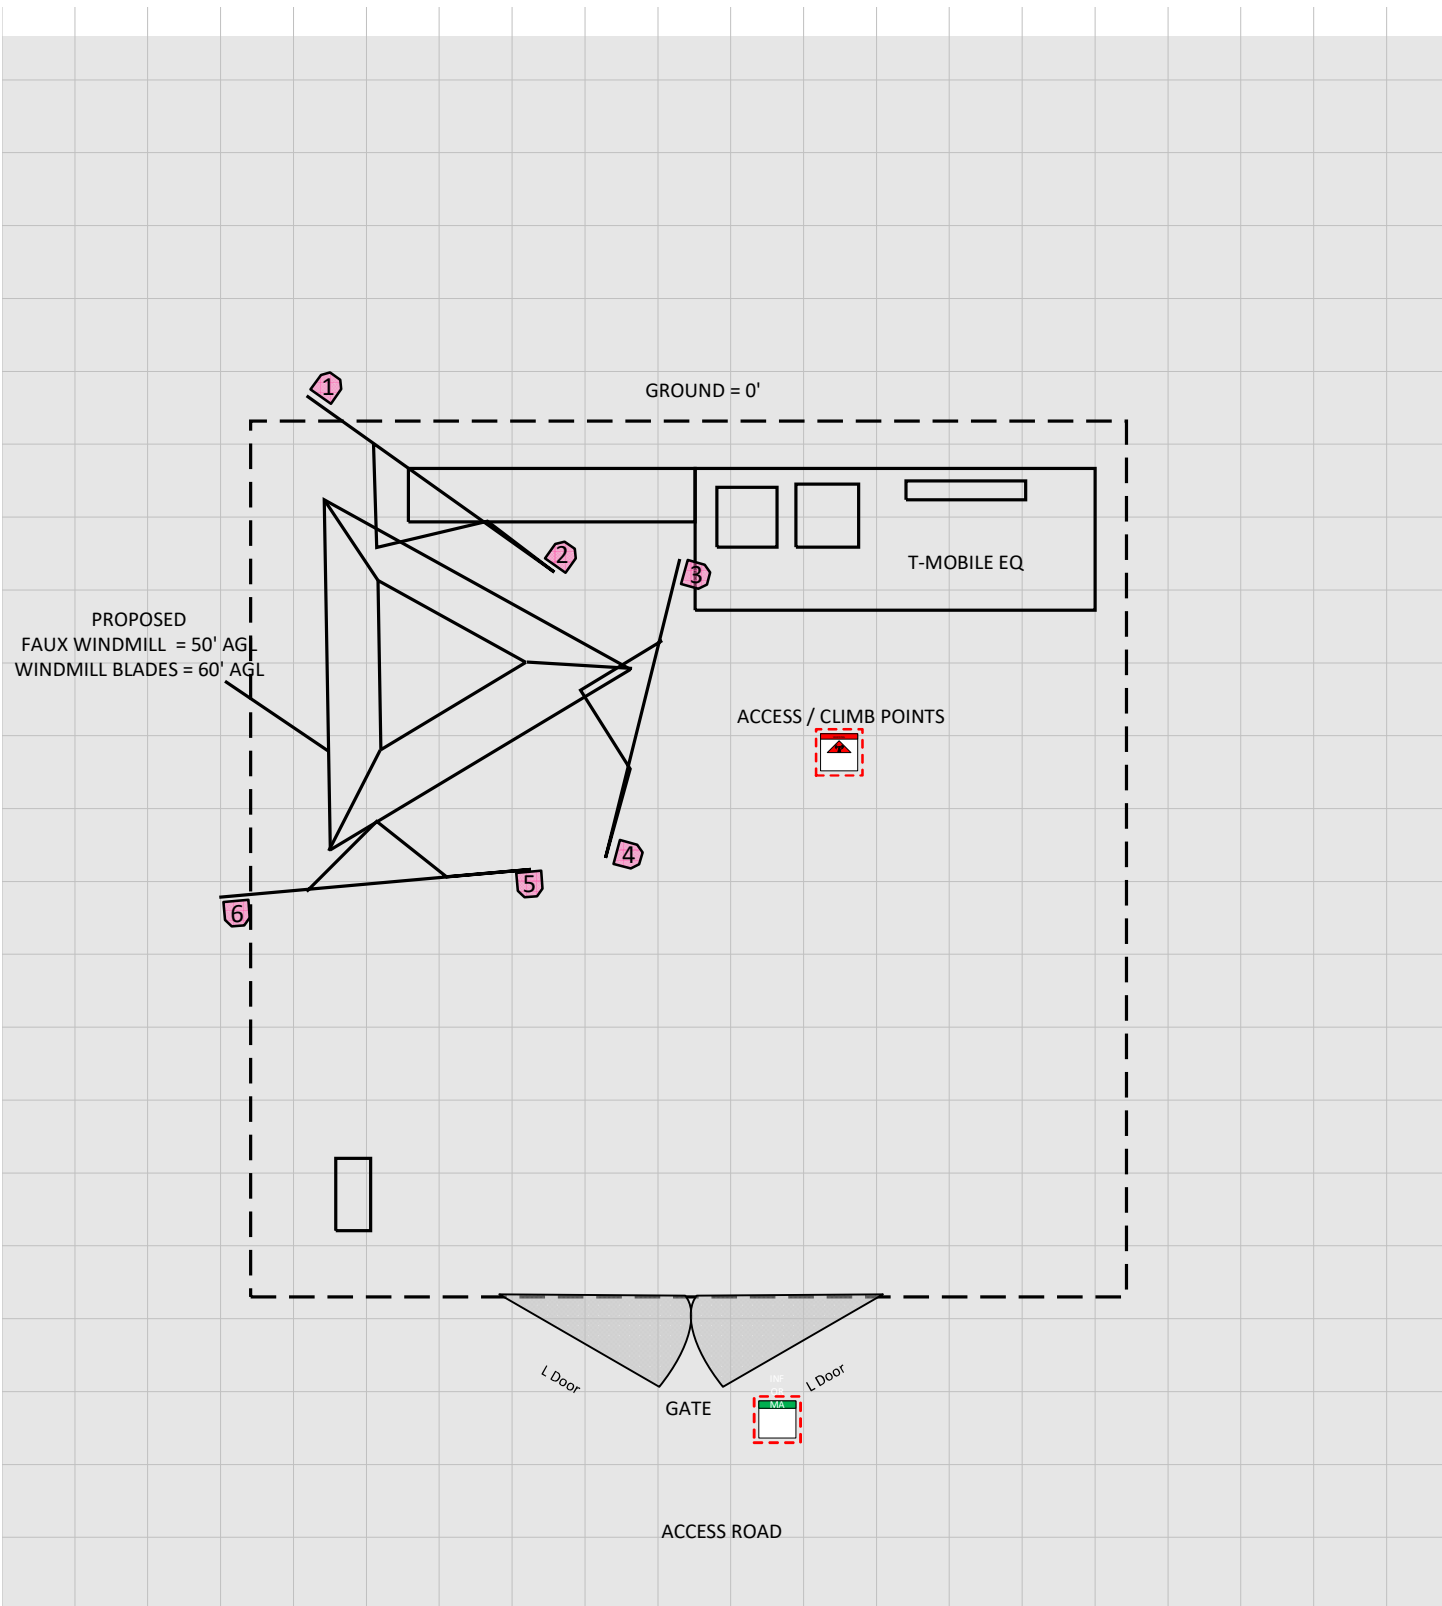 1
GROUND = 0'
2
3
T-MOBILE EQ
PROPOSED
FAUX WINDMILL = 50' AGL
WINDMILL BLADES = 60' AGL
ACCESS / CLIMB POINTS
4
5
6
L Door
L Door
INF
MA
GATE
ACCESS ROAD